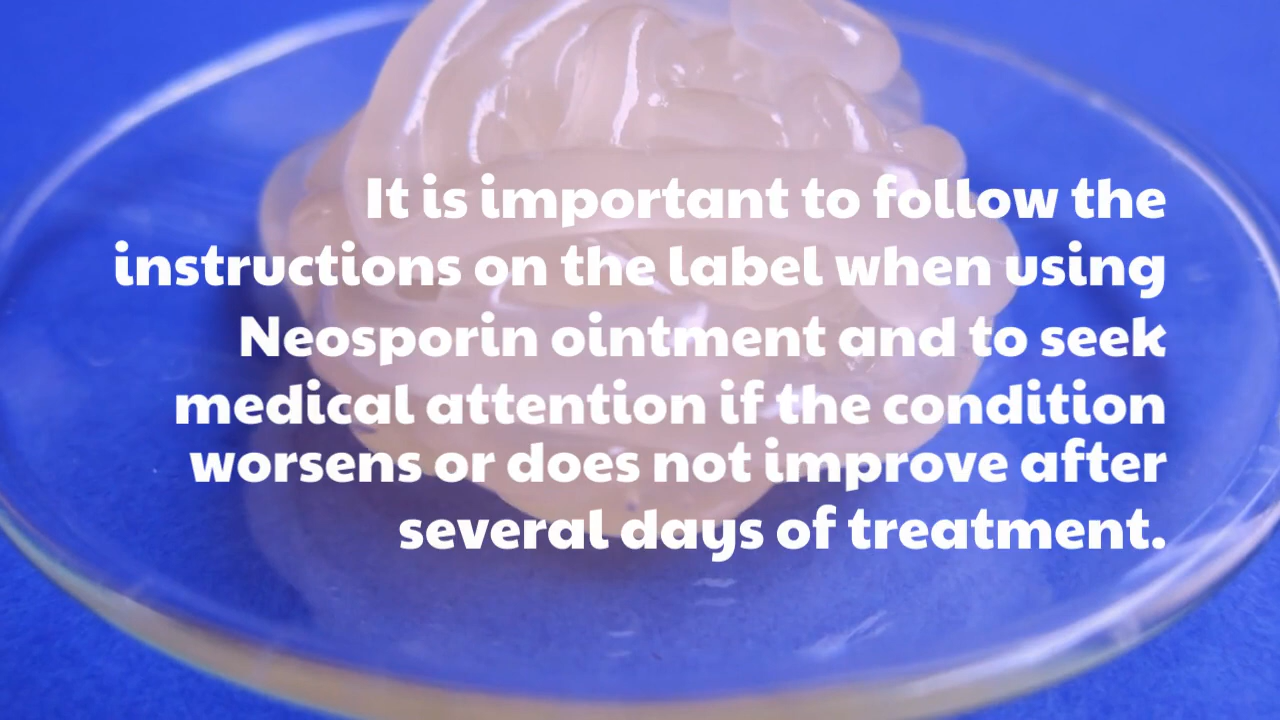 It is important to follow the
instructions on the label when using
Neosporin ointment and to seek
medical attention if the condition
worsens or does not improve after
several days of treatment.